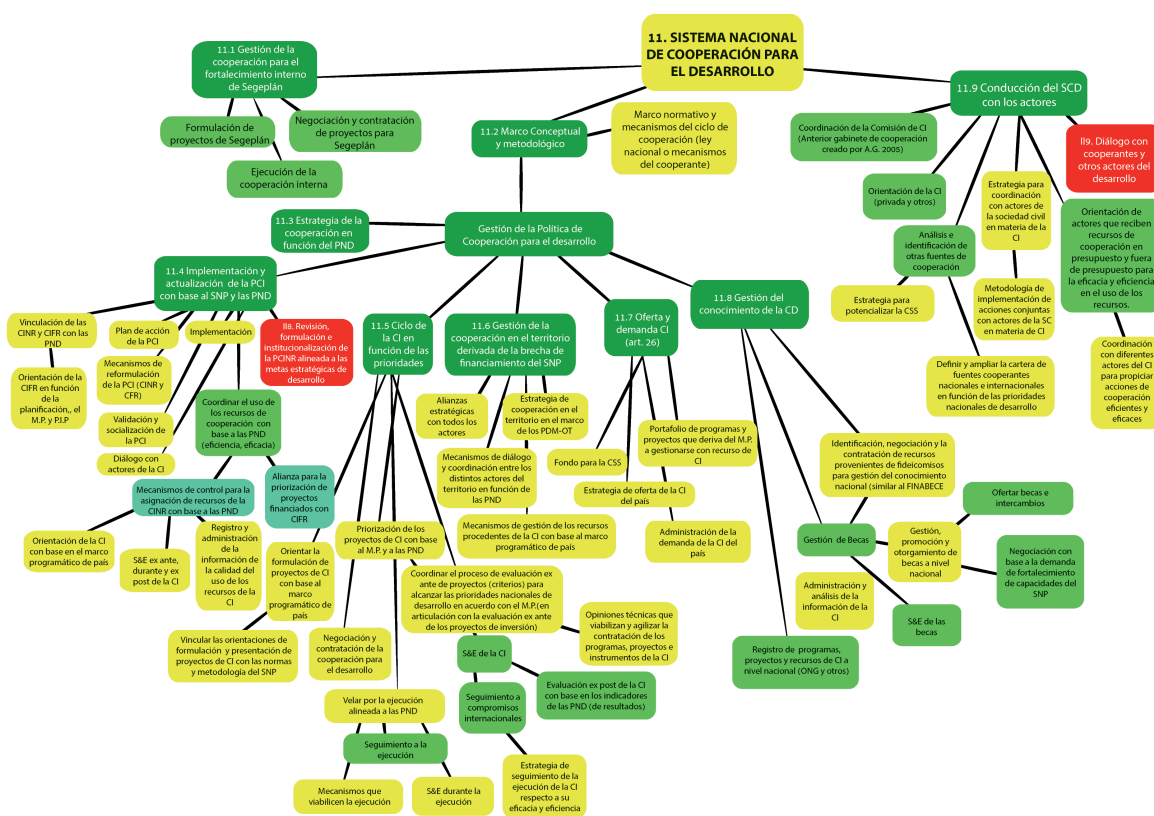 11. SISTEMA NACIONAL
DE COOPERACIÓN PARA
EL DESARROLLO
11.1 Gestión de la
cooperación para el
fortalecimiento interno
de Segeplán
Formulación de
proyectos de Segeplán
Negociación y contratación
de proyectos para
Segeplán
Ejecución de la
cooperación interna
11.2 Marco Conceptual
y metodológico
Marco normativo y
mecanismos del ciclo de
cooperación (ley
nacional o mecanismos
del cooperante)
11.9 Conducción del SCD
con los actores
Coordinación de la Comisión de CI
(Anterior gabinete de cooperación
creado por A.G. 2005)
II9. Diálogo con
cooperantes y
otros actores del
desarrollo
Orientación de la CI
(privada y otros)
Estrategia para
coordinación
con actores de
la sociedad civil
en materia de la
CI
Orientación de
actores que reciben
recursos de
cooperación en
presupuesto y fuera
de presupuesto para
la eficacia y eficiencia
en el uso de los
recursos.
Análisis e
identificación de
otras fuentes de
cooperación
Estrategia para
potencializar la CSS
Metodología de
implementación de
acciones conjuntas
con actores de la SC
en materia de CI
Definir y ampliar la cartera de
fuentes cooperantes
nacionales e internacionales
en función de las prioridades
nacionales de desarrollo
Coordinación
con diferentes
actores del CI
para propiciar
acciones de
cooperación
eficientes y
eficaces
11.3 Estrategia de la
cooperación en
función del PND
Gestión de la Política de
Cooperación para el desarrollo
11.4 Implementación y
actualización de la PCI
con base al SNP y las PND
Vinculación de las
CINR y CIFR con las
PND
Plan de acción
de la PCI
Implementación
II8. Revisión,
formulación e
institucionalización de
la PCINR alineada a las
metas estratégicas de
desarrollo
Orientación de la
CIFR en función
de la
planificación,, el
M.P. y P.I.P
Mecanismos de
reformulación
de la PCI (CINR y
CFR)
Validación y
socialización de
la PCI
Diálogo con
actores de la CI
Coordinar el uso de
los recursos de
cooperación con
base a las PND
(eficiencia, eficacia)
Mecanismos de control para la
asignación de recursos de la
CINR con base a las PND
Alianza para la
priorización de
proyectos
financiados con
CIFR
Orientación de la CI
con base en el marco
programático de país
S&E ex ante,
durante y ex
post de la CI
Registro y
administración
de la
información de
la calidad del
uso de los
recursos de la
CI
Orientar la
formulación de
proyectos de CI
con base al
marco
programático de
país
Vincular las orientaciones de
formulación y presentación de
proyectos de CI con las normas
y metodología del SNP
11.5 Ciclo de
la CI en
función de las
prioridades
Priorización de los
proyectos de CI con base
al M.P. y a las PND
Coordinar el proceso de evaluación ex
ante de proyectos (criterios) para
alcanzar las prioridades nacionales
de desarrollo en acuerdo con el M.P.(en
articulación con la evaluación ex ante
de los proyectos de inversión)
Negociación y
contratación de la
cooperación para
el desarrollo
Opiniones técnicas que
viabilizan y agilizar la
contratación de los
programas, proyectos e
instrumentos de la CI
S&E de la CI
Evaluación ex post de la CI
con base en los indicadores
de las PND (de resultados)
Seguimiento a
compromisos
internacionales
Velar por la ejecución
alineada a las PND
Seguimiento a la
ejecución
Mecanismos que
viabilicen la ejecución
S&E durante la
ejecución
Estrategia de
seguimiento de la
ejecución de la CI
respecto a su
eficacia y eficiencia
11.6 Gestión de la
cooperación en el territorio
derivada de la brecha de
financiamiento del SNP
Alianzas
estratégicas
con todos los
actores
Estrategia de
cooperación en el
territorio en el marco
de los PDM-OT
Mecanismos de diálogo
y coordinación entre los
distintos actores del
territorio en función de
las PND
Mecanismos de gestión de los recursos
procedentes de la CI con base al marco
programático de país
11.7 Oferta y
demanda CI
(art. 26)
Fondo para la CSS
Portafolio de programas y
proyectos que deriva del M.P.
a gestionarse con recurso de
CI
Estrategia de oferta de la CI
del país
Administración de la
demanda de la CI del
país
11.8 Gestión del
conocimiento de la CD
Identificación, negociación y la
contratación de recursos
provenientes de fideicomisos
para gestión del conocimiento
nacional (similar al FINABECE
Gestión de Becas
Gestión,
promoción y
otorgamiento de
becas a nivel
nacional
Ofertar becas e
intercambios
Negociación con
base a la demanda
de fortalecimiento de
capacidades del
SNP
Administración y
análisis de la
información de la
CI
S&E de las
becas
Registro de programas,
proyectos y recursos de CI a
nivel nacional (ONG y otros)